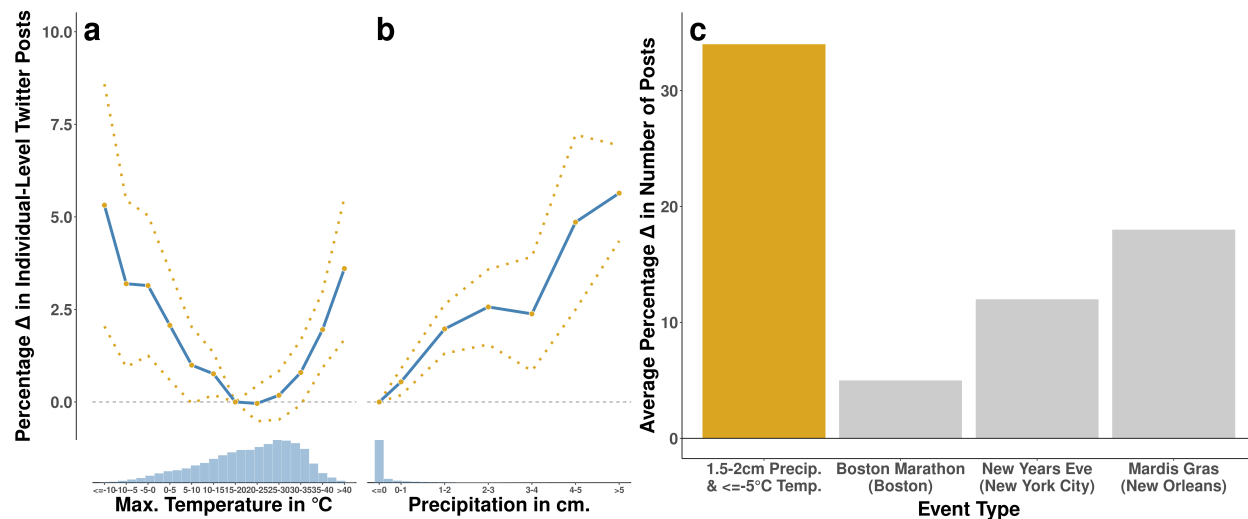 a
b
c
Percentage Δ in Individual-Level Twitter Posts
10.0
7.5
5.0
2.5
0.0
<=-10 -10-−5 -5-0 0-5 5-10 10-15 15-20 20-25 25-30 30-35 35-40 >40
Max. Temperature in °C
<=0 0-1 1-2 2-3 3-4 4-5 >5
Precipitation in cm.
Average Percentage Δ in Number of Posts
30
20
10
0
1.5-2cm Precip.
& <=-5°C Temp.
Boston Marathon
(Boston)
New Years Eve
(New York City)
Mardis Gras
(New Orleans)
Event Type